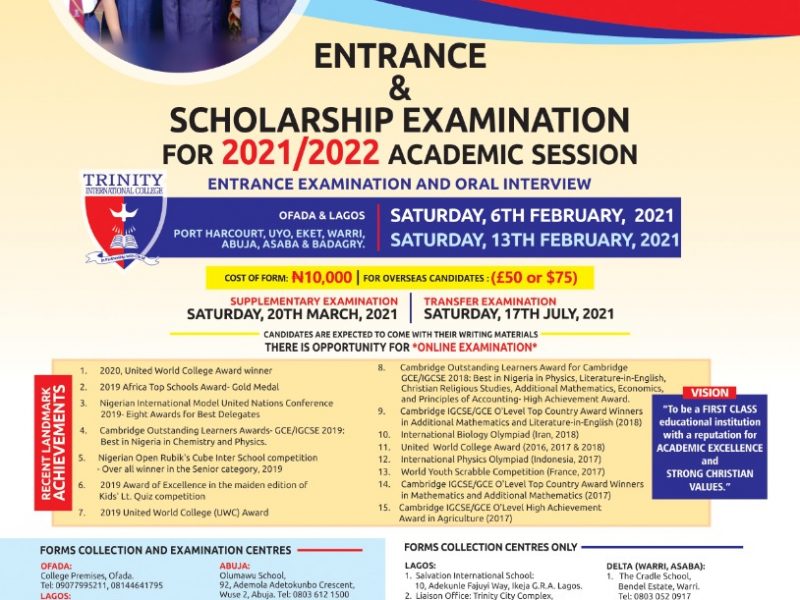 ENTRANCE
&
SCHOLARSHIP EXAMINATION
FOR 2021/2022 ACADEMIC SESSION
TRINITY
INTERNATIONAL COLLEGE
ENTRANCE EXAMINATION AND ORAL INTERVIEW
OFADA & LAGOS
SATURDAY, 6TH FEBRUARY, 2021
PORT HARCOURT, UYO, EKET, WARRI,
ABUJA, ASABA & BADAGRY.
SATURDAY, 13TH FEBRUARY, 2021
COST OF FORM: ₦10,000 | FOR OVERSEAS CANDIDATES : (£50 or $75)
SUPPLEMENTARY EXAMINATION
SATURDAY, 20TH MARCH, 2021
TRANSFER EXAMINATION
SATURDAY, 17TH JULY, 2021
CANDIDATES ARE EXPECTED TO COME WITH THEIR WRITING MATERIALS
THERE IS OPPORTUNITY FOR *ONLINE EXAMINATION*
RECENT LANDMARK
ACHIEVEMENTS
1. 2020, United World College Award winner
2. 2019 Africa Top Schools Award- Gold Medal
3. Nigerian International Model United Nations Conference
2019- Eight Awards for Best Delegates
4. Cambridge Outstanding Learners Awards- GCE/IGCSE 2019:
Best in Nigeria in Chemistry and Physics.
5. Nigerian Open Rubik's Cube Inter School competition
- Over all winner in the Senior category, 2019
6. 2019 Award of Excellence in the maiden edition of
Kids' Lt. Quiz competition
7. 2019 United World College (UWC) Award
8. Cambridge Outstanding Learners Award for Cambridge
GCE/IGCSE 2018: Best in Nigeria in Physics, Literature-in-English,
Christian Religious Studies, Additional Mathematics, Economics,
and Principles of Accounting- High Achievement Award.
9. Cambridge IGCSE/GCE O'Level Top Country Award Winners
in Additional Mathematics and Literature-in-English (2018)
10. International Biology Olympiad (Iran, 2018)
11. United World College Award (2016, 2017 & 2018)
12. International Physics Olympiad (Indonesia, 2017)
13. World Youth Scrabble Competition (France, 2017)
14. Cambridge IGCSE/GCE O'Level Top Country Award Winners
in Mathematics and Additional Mathematics (2017)
15. Cambridge IGCSE/GCE O'Level High Achievement
Award in Agriculture (2017)
VISION
"To be a FIRST CLASS
educational institution
with a reputation for
ACADEMIC EXCELLENCE
and
STRONG CHRISTIAN
VALUES."
FORMS COLLECTION AND EXAMINATION CENTRES
OFADA:
College Premises, Ofada.
Tel: 09077995211, 08144641795
LAGOS:
ABUJA:
Olumawu School,
92, Ademola Adetokunbo Crescent,
Wuse 2, Abuja. Tel: 0803 612 1500
FORMS COLLECTION CENTRES ONLY
LAGOS:
1. Salvation International School:
10, Adekunle Fajuyi Way, Ikeja G.R.A. Lagos.
2. Liaison Office: Trinity City Complex,
DELTA (WARRI, ASABA):
1. The Cradle School,
Bendel Estate, Warri.
Tel: 0803 052 0917